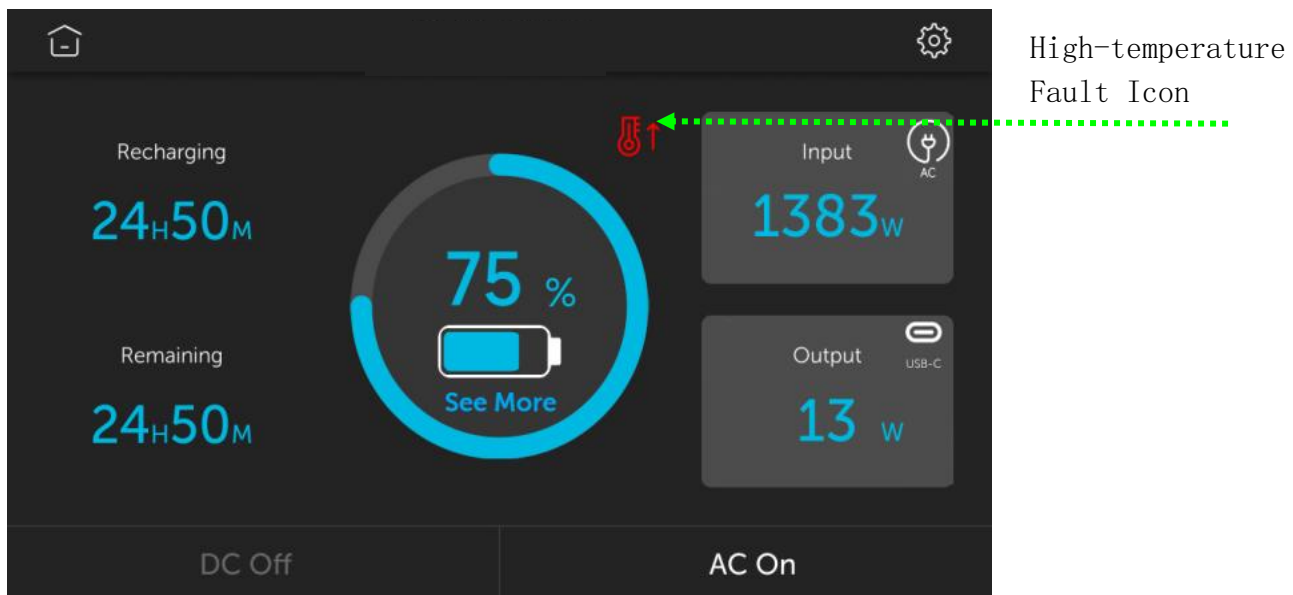 High-temperature
Fault Icon
Recharging
24H50M
Remaining
24H50M
75 %
See More
Input
AC
1383W
Output
USB-C
13 W
DC Off
AC On